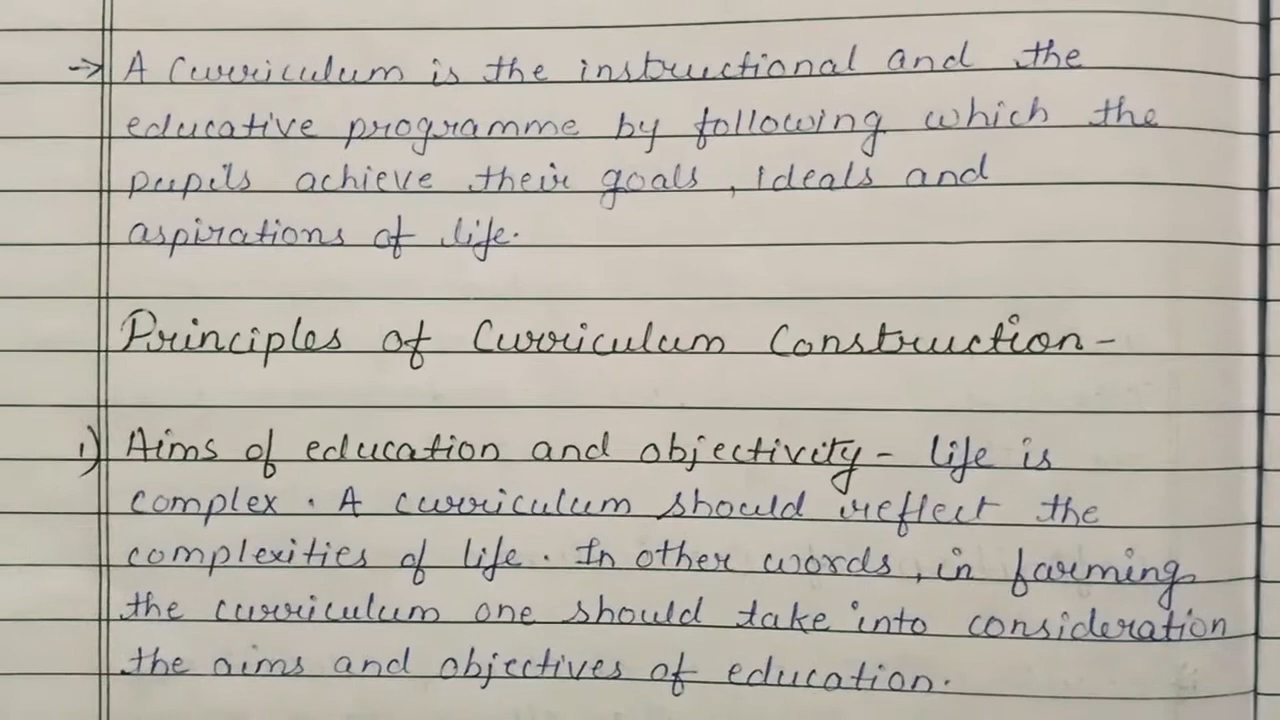 → A Curriculum is the instructional and the
educative programme by following which the
pupils achieve their goals, Ideals and
aspirations of life.
Principles of Curriculum Construction-
1) Aims of education and objectivity - life is
complex. A curriculum should reflect the
complexities of life. In other words, in farming
the curriculum one should take into consideration
the aims and objectives of education.